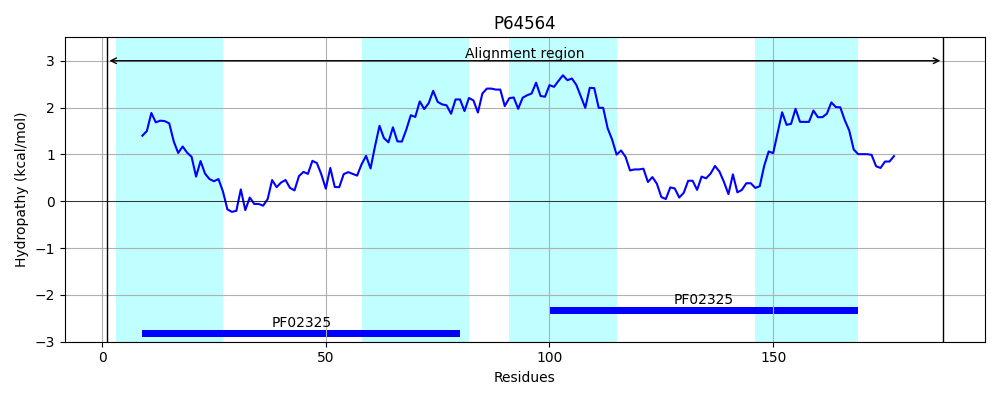 P64564
Alignment region
3
2
1
0
−1
−2
−3
Hydropathy (kcal/mol)
PF02325
PF02325
0
50
100
150
Residues